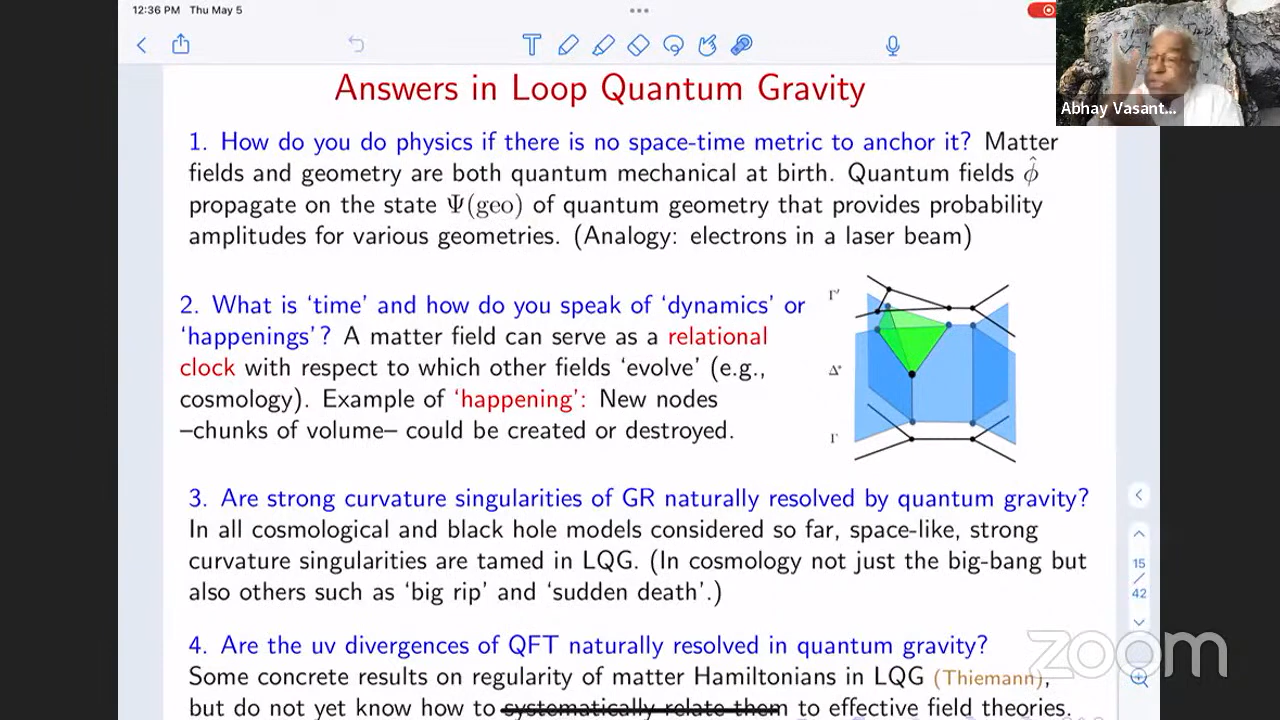 12:36 PM Thu May 5
Abhay Vasant...
Answers in Loop Quantum Gravity
1. How do you do physics if there is no space-time metric to anchor it? Matter
fields and geometry are both quantum mechanical at birth. Quantum fields ϕ̂
propagate on the state Ψ(geo) of quantum geometry that provides probability
amplitudes for various geometries. (Analogy: electrons in a laser beam)
2. What is ‘time’ and how do you speak of ‘dynamics’ or
‘happenings’? A matter field can serve as a relational
clock with respect to which other fields ‘evolve’ (e.g.,
cosmology). Example of ‘happening’: New nodes
–chunks of volume– could be created or destroyed.
Γ'
Δ*
Γ
3. Are strong curvature singularities of GR naturally resolved by quantum gravity?
In all cosmological and black hole models considered so far, space-like, strong
curvature singularities are tamed in LQG. (In cosmology not just the big-bang but
also others such as ‘big rip’ and ‘sudden death’.)
15
/
42
4. Are the uv divergences of QFT naturally resolved in quantum gravity?
Some concrete results on regularity of matter Hamiltonians in LQG (Thiemann),
but do not yet know how to systematically relate them to effective field theories.
zoom